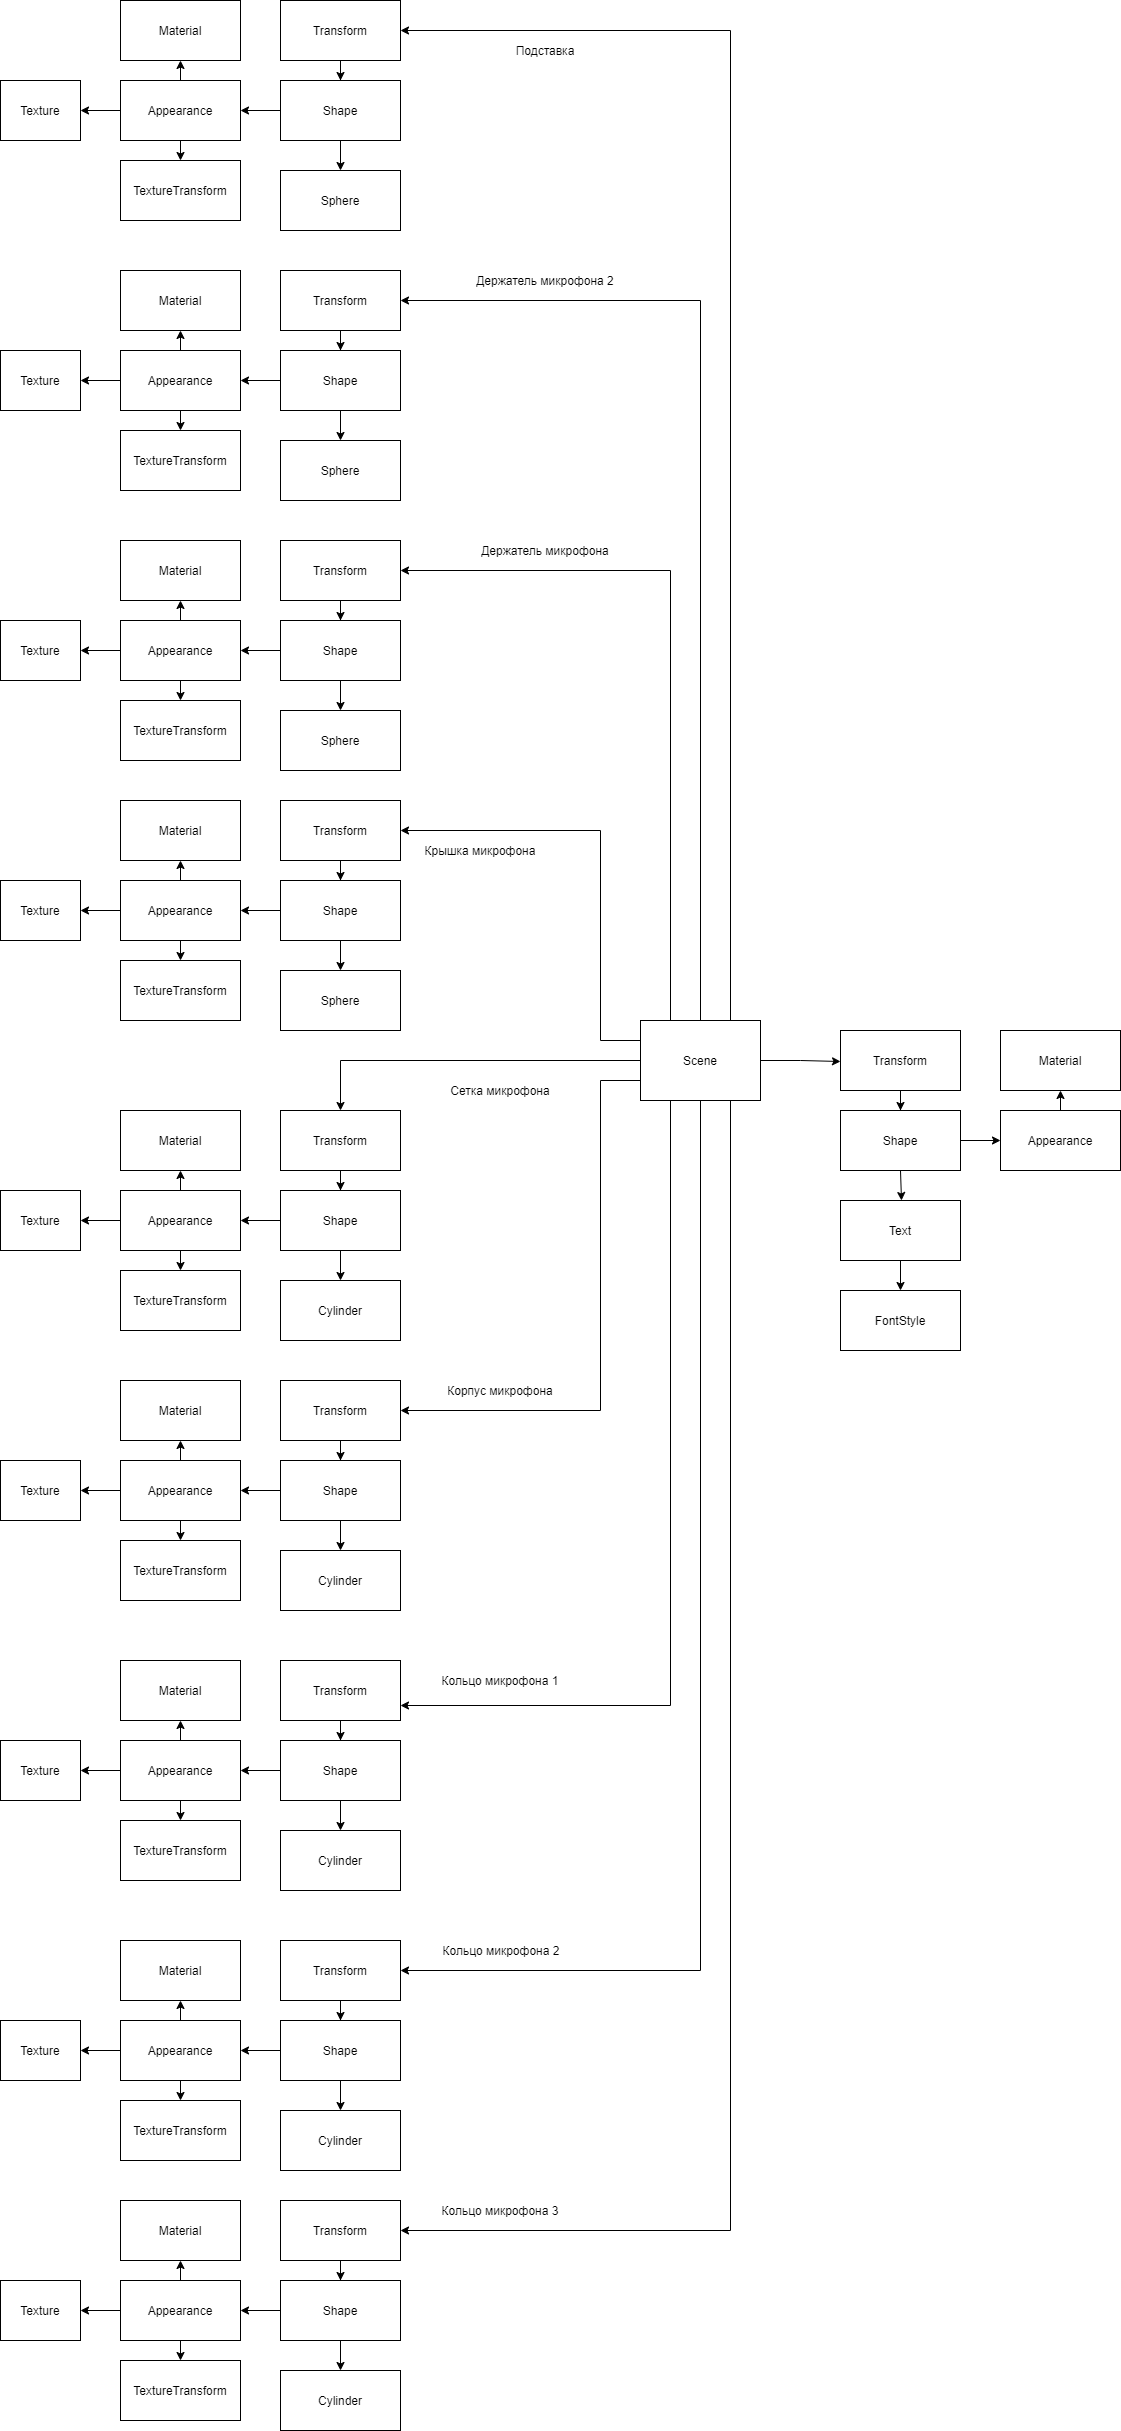 Material
Transform
Подставка
Texture
Appearance
Shape
TextureTransform
Sphere
Material
Transform
Держатель микрофона 2
Texture
Appearance
Shape
TextureTransform
Sphere
Material
Transform
Держатель микрофона
Texture
Appearance
Shape
TextureTransform
Sphere
Material
Transform
Крышка микрофона
Texture
Appearance
Shape
TextureTransform
Sphere
Scene
Transform
Material
Сетка микрофона
Material
Transform
Shape
Appearance
Texture
Appearance
Shape
Text
TextureTransform
Cylinder
FontStyle
Material
Transform
Корпус микрофона
Texture
Appearance
Shape
TextureTransform
Cylinder
Material
Transform
Кольцо микрофона 1
Texture
Appearance
Shape
TextureTransform
Cylinder
Material
Transform
Кольцо микрофона 2
Texture
Appearance
Shape
TextureTransform
Cylinder
Material
Transform
Кольцо микрофона 3
Texture
Appearance
Shape
TextureTransform
Cylinder